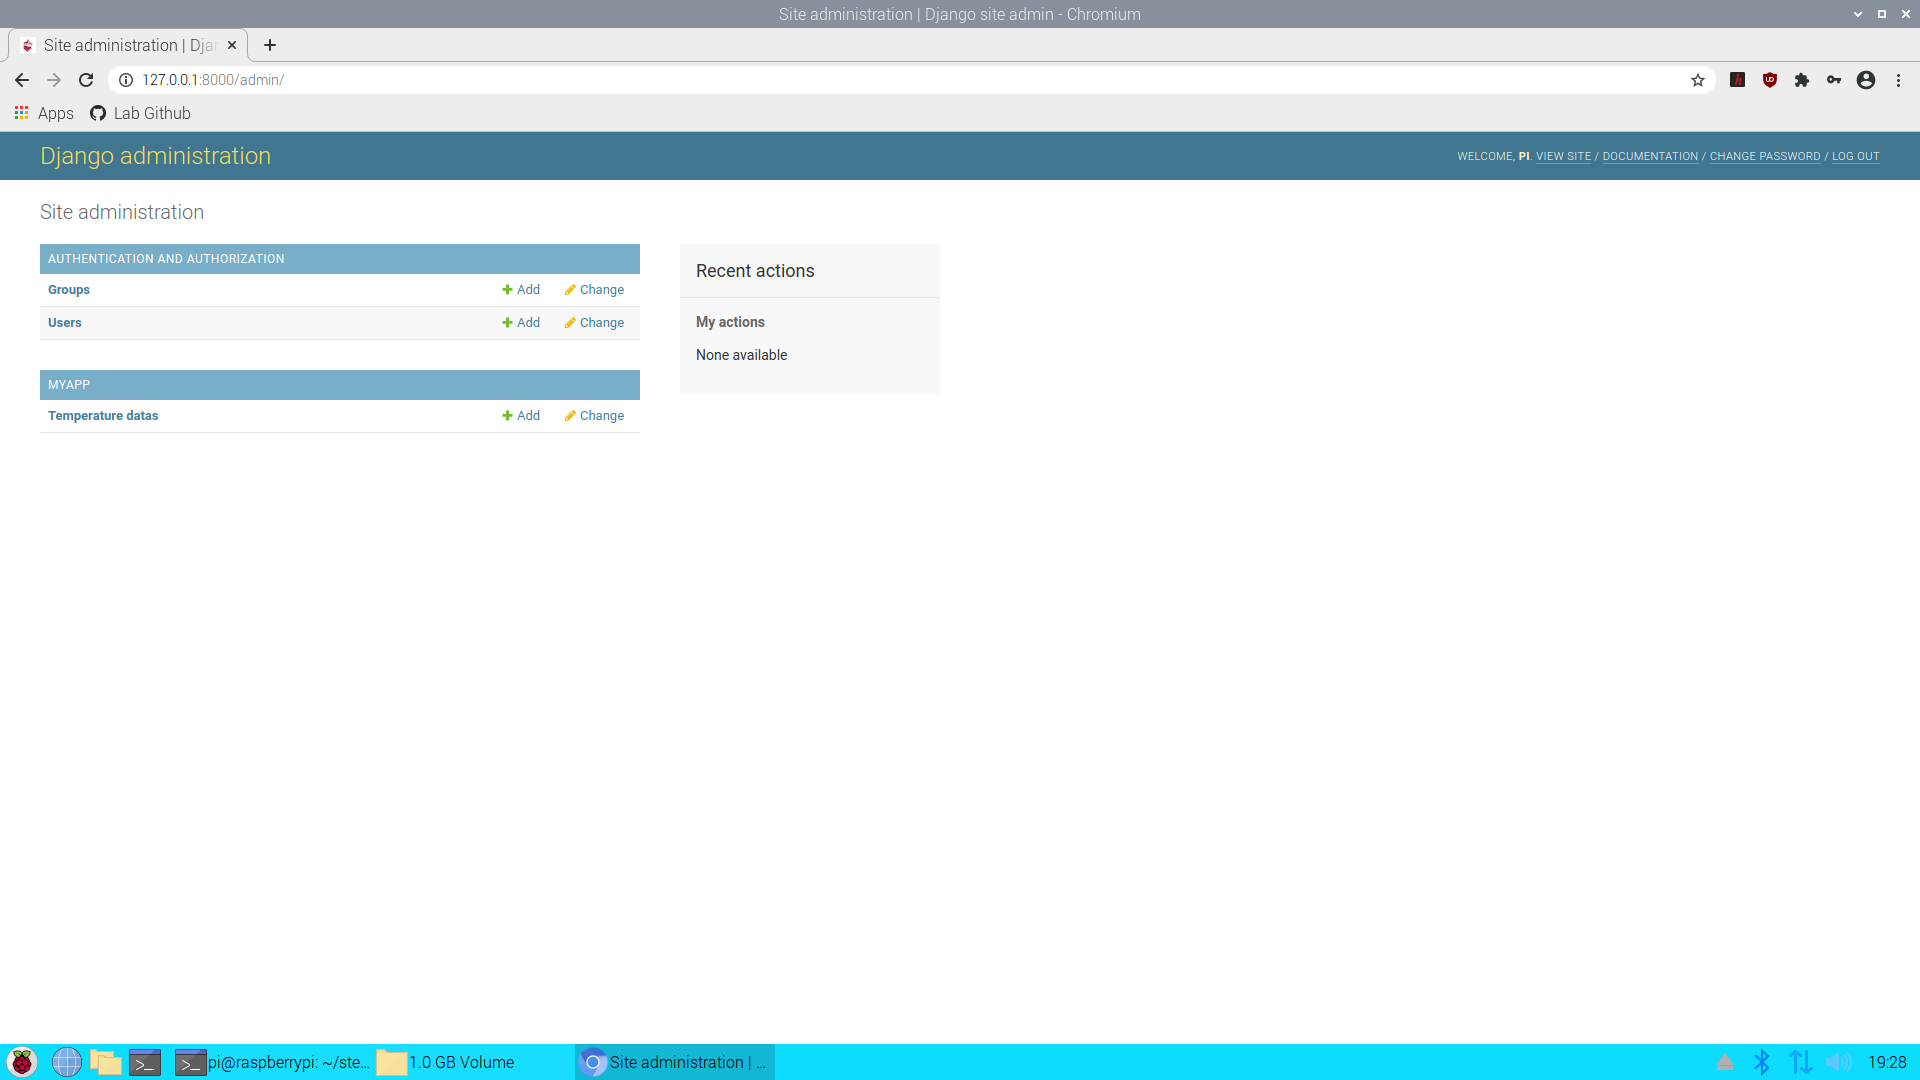 Site administration | Django site admin - Chromium
Site administration | Djan
127.0.0.1:8000/admin/
Apps Lab Github
Django administration
WELCOME, PI. VIEW SITE / DOCUMENTATION / CHANGE PASSWORD / LOG OUT
Site administration
AUTHENTICATION AND AUTHORIZATION
Groups Add Change
Users Add Change
MYAPP
Temperature datas Add Change
Recent actions
My actions
None available
pi@raspberrypi: ~/ste... 1.0 GB Volume Site administration | ... 19:28